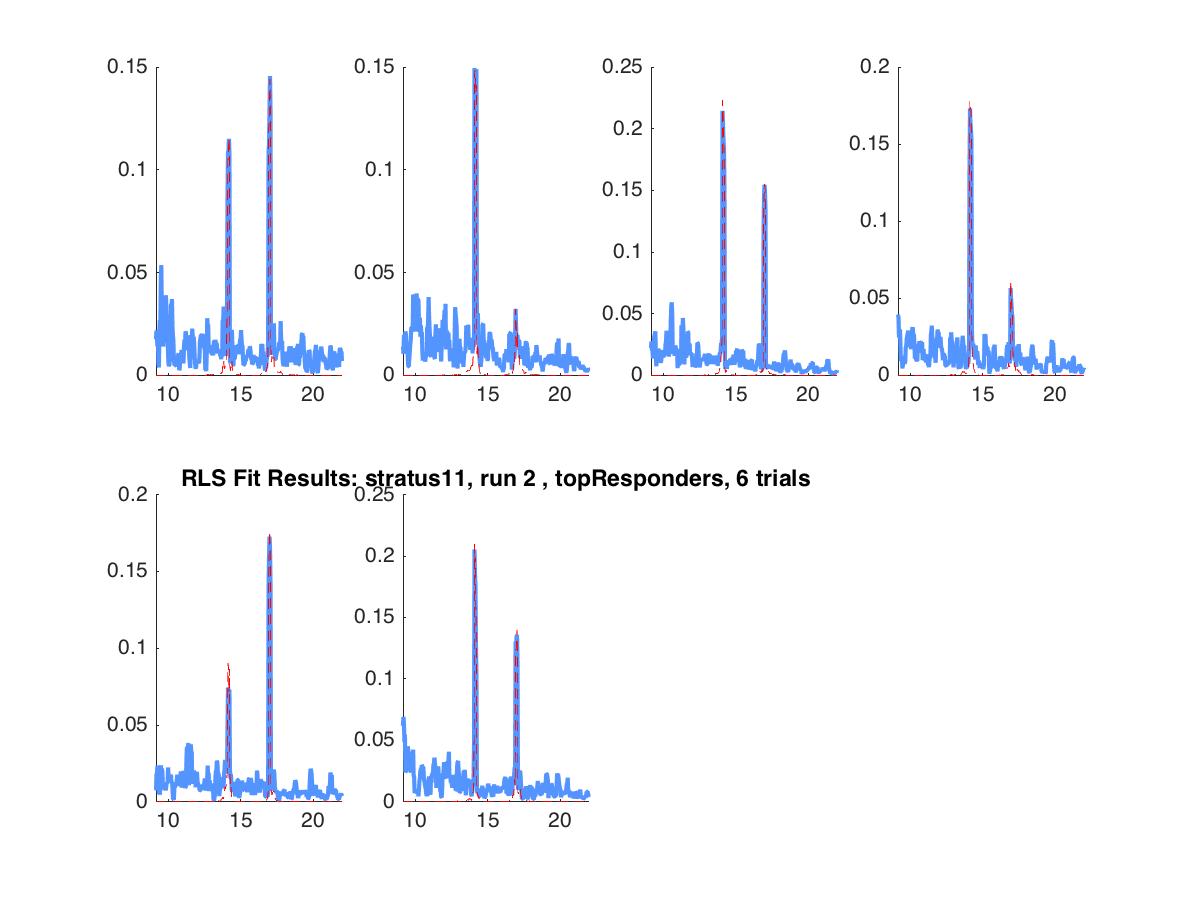 0.15 0.15 0.25 0.2
0.2
0.1 0.1 0.15 0.15
0.1
0.05 0.05 0.1 0.05
0.05
0 0 0 0
10 15 20 10 15 20 10 15 20 10 15 20
RLS Fit Results: stratus11, run 2 , topResponders, 6 trials
0.2 0.25
0.2
0.15 0.15
0.1 0.1
0.05 0.05
0 0
10 15 20 10 15 20